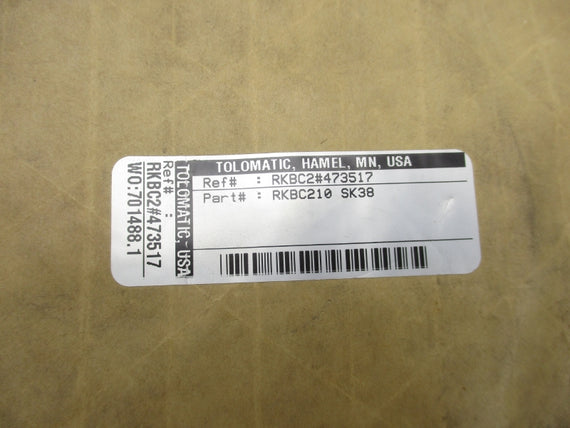 TOLOMATIC, HAMEL, MN, USA
Ref# : RKBC2#473517
Part# : RKBC210 SK38
TOLOMATIC, USA
Ref# :
RKBC2#473517
WO:701488.1